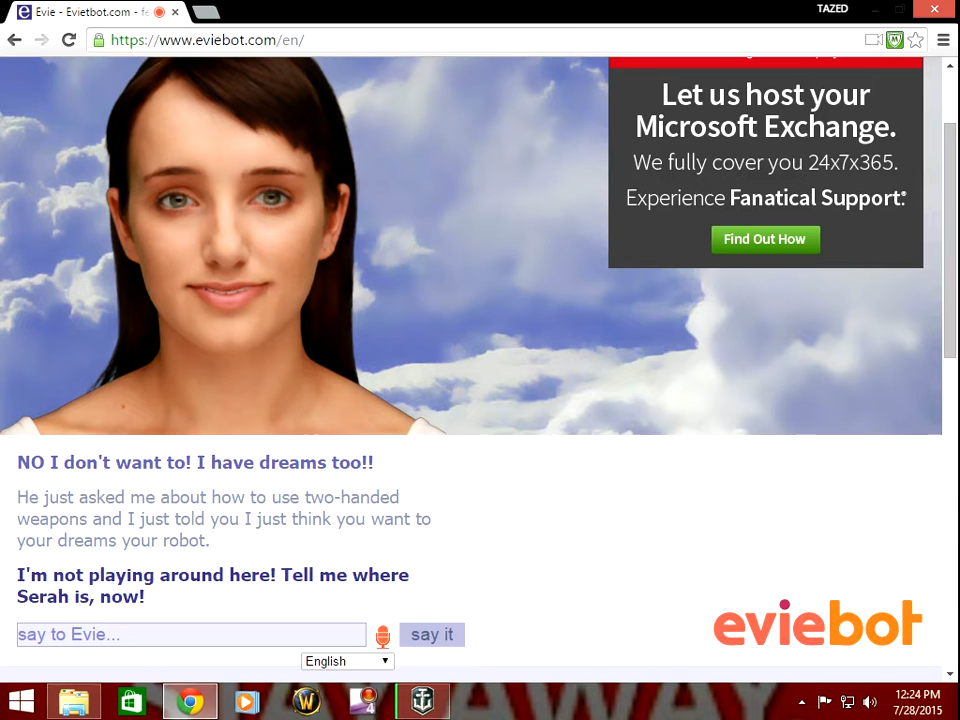 Evie - Eviebot.com - fe
TAZED
https://www.eviebot.com/en/
Let us host your
Microsoft Exchange.
We fully cover you 24x7x365.
Experience Fanatical Support®
Find Out How
NO I don't want to! I have dreams too!!
He just asked me about how to use two-handed
weapons and I just told you I just think you want to
your dreams your robot.
I'm not playing around here! Tell me where
Serah is, now!
say to Evie...
say it
English
eviebot
4
12:24 PM
7/28/2015